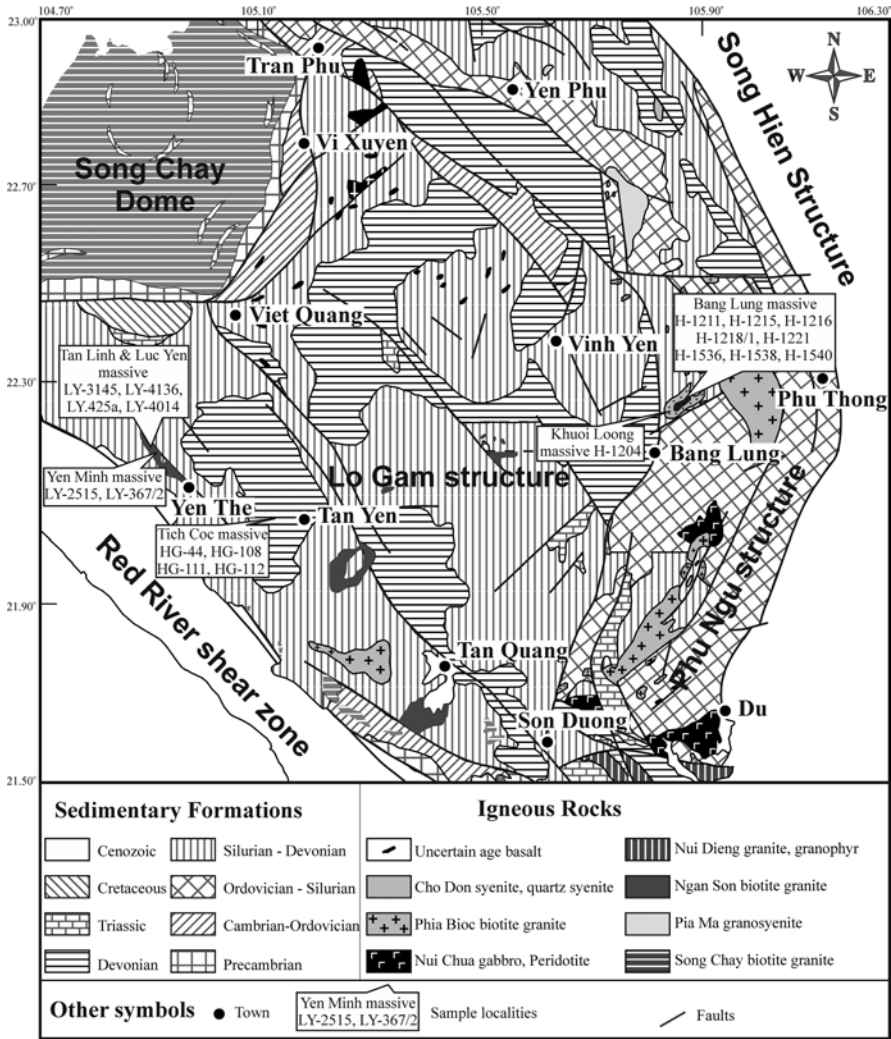 104.70
105.10
105.50
105.90
106.30
23.00
22.70
22.30
21.90
21.50
N
W E
S
Tran Phu
Yen Phu
Song Hien Structure
Vi Xuyen
Song Chay
Dome
Viet Quang
Vinh Yen
Bang Lung massive
H-1211, H-1215, H-1216
H-1218/1, H-1221
H-1536, H-1538, H-1540
Tan Linh & Luc Yen
massive
LY-3145, LY-4136,
LY.425a, LY-4014
Phu Thong
Khuoi Loong
massive H-1204
Bang Lung
Yen Minh massive
LY-2515, LY-367/2
Lo Gam structure
Yen The
Tan Yen
Tich Coc massive
HG-44, HG-108
HG-111, HG-112
Red River shear zone
Phu Ngu structure
Tan Quang
Son Duong
Du
Sedimentary Formations
Cenozoic
Silurian - Devonian
Cretaceous
Ordovician - Silurian
Triassic
Cambrian-Ordovician
Devonian
Precambrian
Igneous Rocks
Uncertain age basalt
Nui Dieng granite, granophyr
Cho Don syenite, quartz syenite
Ngan Son biotite granite
Phia Bioc biotite granite
Pia Ma granosyenite
Nui Chua gabbro, Peridotite
Song Chay biotite granite
Other symbols
Town
Yen Minh massive
LY-2515, LY-367/2
Sample localities
Faults